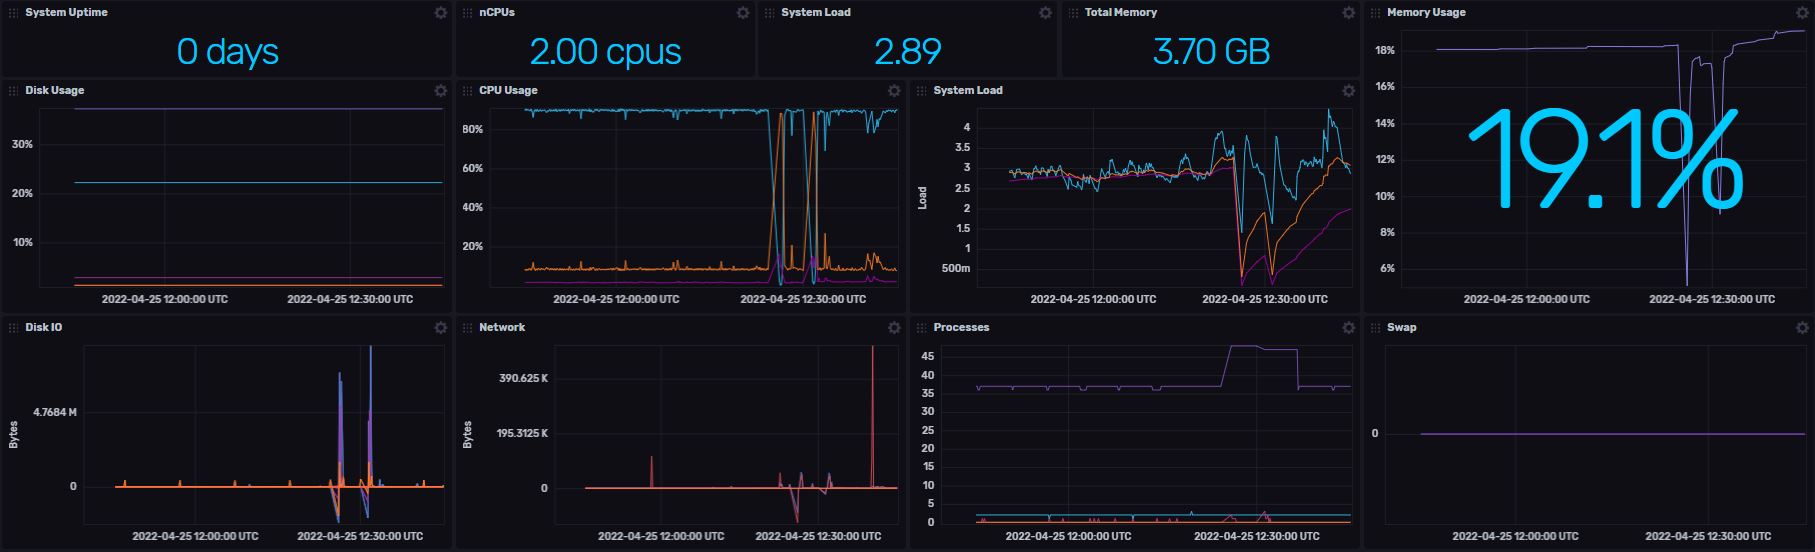 System Uptime
0 days
nCPUs
2.00 cpus
System Load
2.89
Total Memory
3.70 GB
Memory Usage
18%
16%
14%
12%
10%
8%
6%
19.1%
2022-04-25 12:00:00 UTC
2022-04-25 12:30:00 UTC
Disk Usage
30%
20%
10%
2022-04-25 12:00:00 UTC
2022-04-25 12:30:00 UTC
CPU Usage
80%
60%
40%
20%
2022-04-25 12:00:00 UTC
2022-04-25 12:30:00 UTC
System Load
Load
4
3.5
3
2.5
2
1.5
1
500m
2022-04-25 12:00:00 UTC
2022-04-25 12:30:00 UTC
Disk IO
Bytes
4.7684 M
0
2022-04-25 12:00:00 UTC
2022-04-25 12:30:00 UTC
Network
Bytes
390.625 K
195.3125 K
0
2022-04-25 12:00:00 UTC
2022-04-25 12:30:00 UTC
Processes
45
40
35
30
25
20
15
10
5
0
2022-04-25 12:00:00 UTC
2022-04-25 12:30:00 UTC
Swap
0
2022-04-25 12:00:00 UTC
2022-04-25 12:30:00 UTC